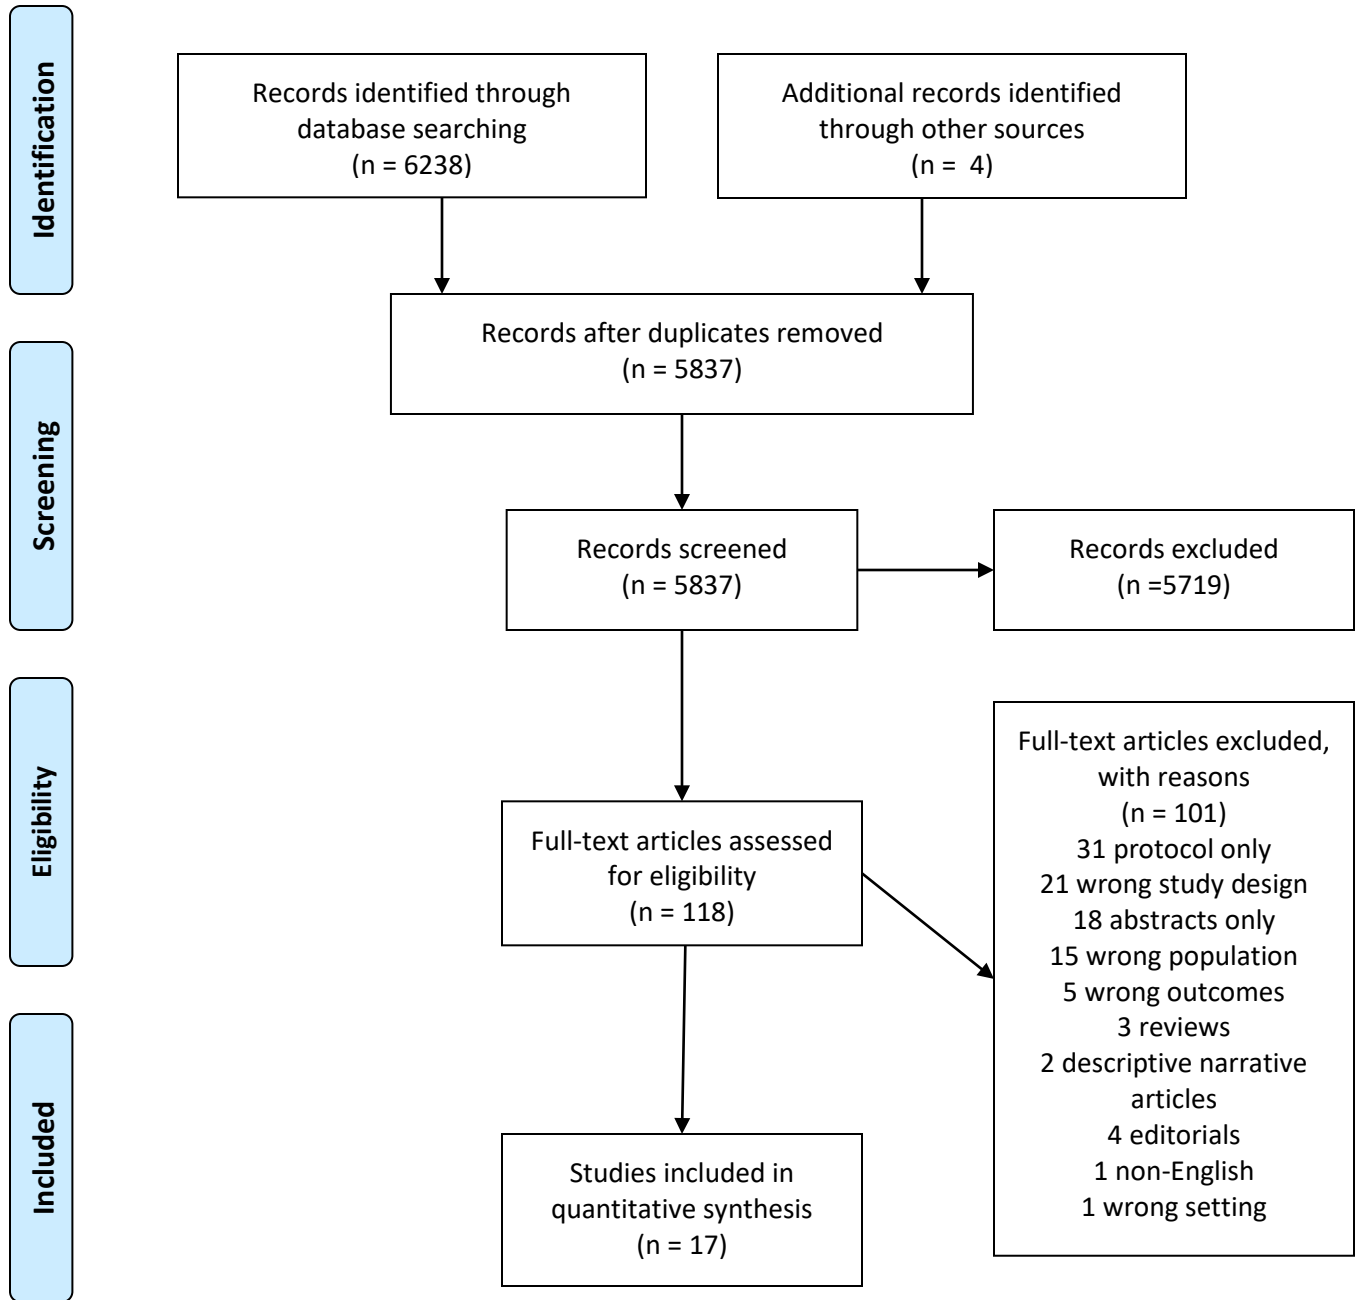 Identification
Records identified through
database searching
(n = 6238)
Additional records identified
through other sources
(n =  4)
Records after duplicates removed
(n = 5837)
Screening
Records screened
(n = 5837)
Records excluded
(n =5719)
Eligibility
Full-text articles assessed
for eligibility
(n = 118)
Full-text articles excluded,
with reasons
(n = 101)
31 protocol only
21 wrong study design
18 abstracts only
15 wrong population
5 wrong outcomes
3 reviews
2 descriptive narrative
articles
4 editorials
1 non-English
1 wrong setting
Included
Studies included in
quantitative synthesis
(n = 17)